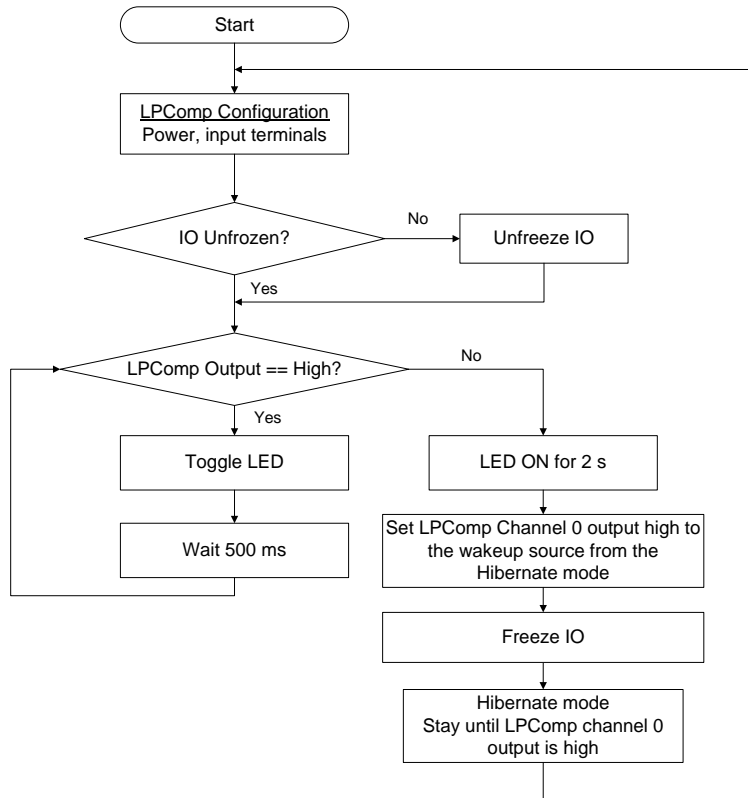 Start
LPComp Configuration
Power, input terminals
IO Unfrozen?
No
Unfreeze IO
Yes
LPComp Output == High?
No
Yes
Toggle LED
LED ON for 2 s
Wait 500 ms
Set LPComp Channel 0 output high to
the wakeup source from the
Hibernate mode
Freeze IO
Hibernate mode
Stay until LPComp channel 0
output is high